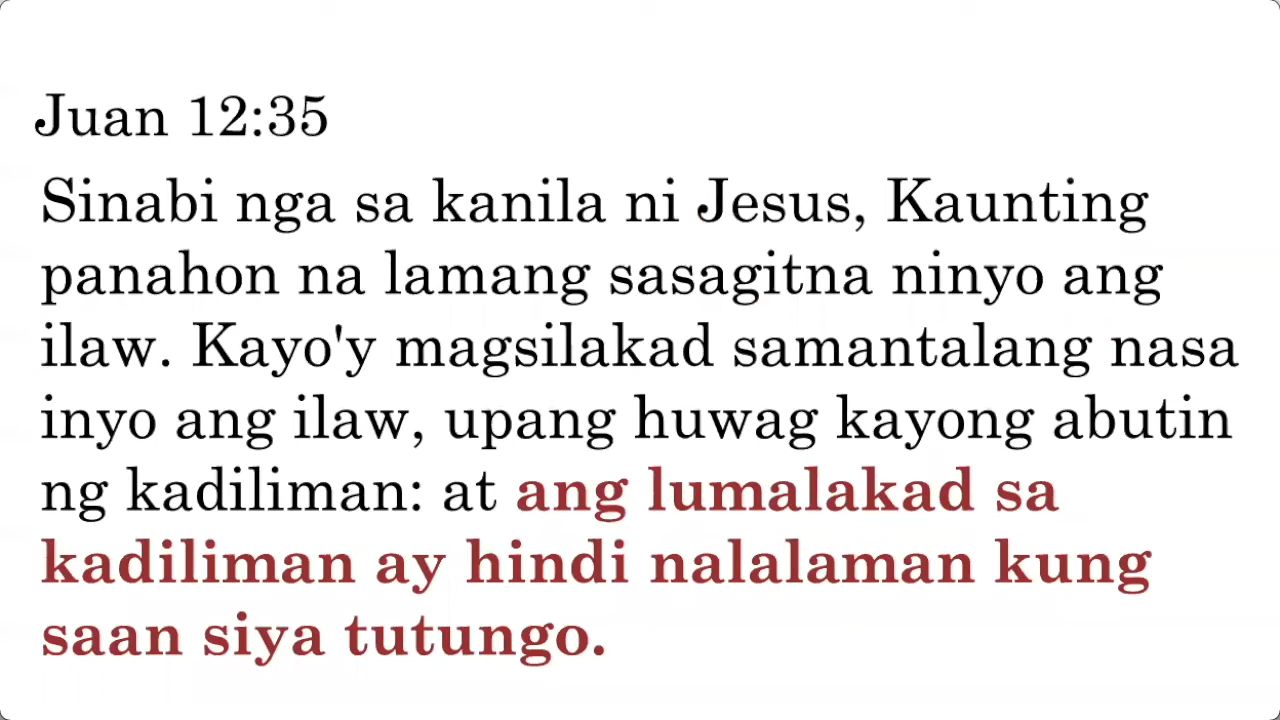 Juan 12:35
Sinabi nga sa kanila ni Jesus, Kaunting
panahon na lamang sasagitna ninyo ang
ilaw. Kayo'y magsilakad samantalang nasa
inyo ang ilaw, upang huwag kayong abutin
ng kadiliman: at ang lumalakad sa
kadiliman ay hindi nalalaman kung
saan siya tutungo.